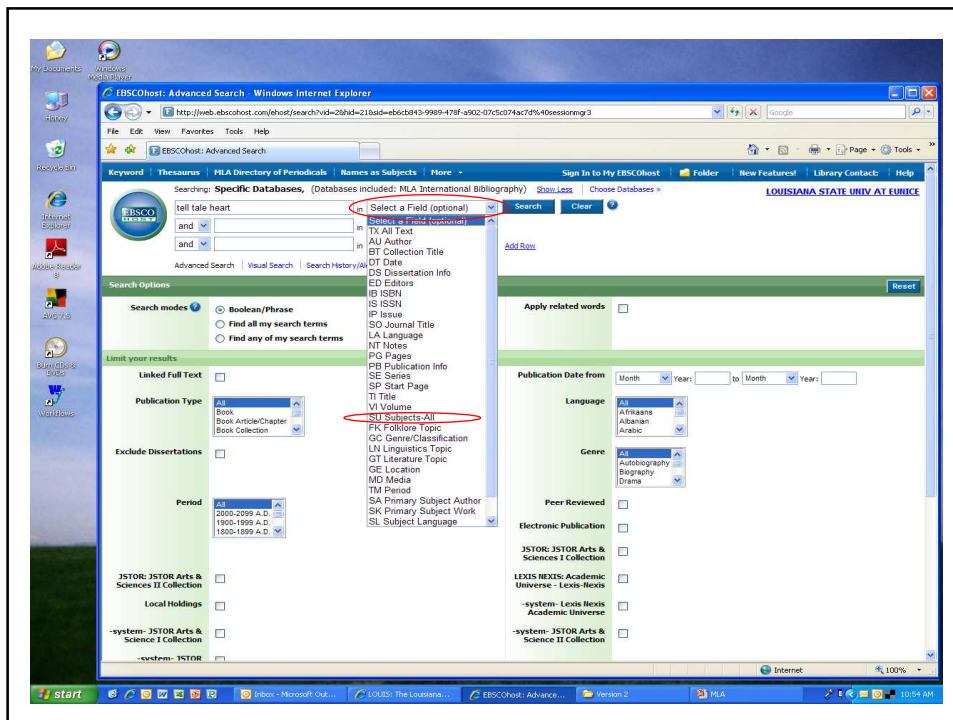 My Documents
Windows
Media Player
EBSCOhost: Advanced Search - Windows Internet Explorer
http://web.ebscohost.com/ehost/search?vid=2&hid=21&sid=eb6cb843-9989-478f-a902-07c5c074ac7d%40sessionmgr3
Google
File Edit View Favorites Tools Help
EBSCOhost: Advanced Search
Page Tools
Recycle Bin
Keyword Thesaurus MLA Directory of Periodicals Names as Subjects More
Sign In to My EBSCOhost Folder New Features! Library Contact: Help
Searching: Specific Databases, (Databases included: MLA International Bibliography) Show Less Choose Databases »
LOUISIANA STATE UNIV AT EUNICE
EBSCO
HOST
tell tale heart in Select a Field (optional) Search Clear
and in
and in Add Row
Advanced Search Visual Search
Select a Field (optional)
TX All Text
AU Author
BT Collection Title
DT Date
DS Dissertation Info
ED Editors
IB ISBN
IS ISSN
IP Issue
SO Journal Title
LA Language
NT Notes
PG Pages
PB Publication Info
SE Series
SP Start Page
TI Title
VI Volume
SU Subjects-All
FK Folklore Topic
GC Genre/Classification
LN Linguistics Topic
GT Literature Topic
GE Location
MD Media
TM Period
SA Primary Subject Author
SK Primary Subject Work
SL Subject Language
Internet
Explorer
Adobe Reader
8
AVG 7.5
Burn CDs &
DVDs
Workflows
Search Options Reset
Search modes Boolean/Phrase
Find all my search terms
Find any of my search terms
Apply related words
Limit your results
Linked Full Text
Publication Date from Month Year: to Month Year:
Publication Type All
Book
Book Article/Chapter
Book Collection
Language All
Afrikaans
Albanian
Arabic
Exclude Dissertations
Genre All
Autobiography
Biography
Drama
Period All
2000-2099 A.D.
1900-1999 A.D.
1800-1899 A.D.
Peer Reviewed
Electronic Publication
JSTOR: JSTOR Arts &
Sciences I Collection
JSTOR: JSTOR Arts &
Sciences II Collection
LEXIS NEXIS: Academic
Universe - Lexis-Nexis
Local Holdings
-system- Lexis Nexis
Academic Universe
-system- JSTOR Arts &
Science I Collection
-system- JSTOR Arts &
Science II Collection
-system- JSTOR
Internet 100%
start
Inbox - Microsoft Out...
LOUIS: The Louisiana...
EBSCOhost: Advance...
Version 2
MLA
10:54 AM